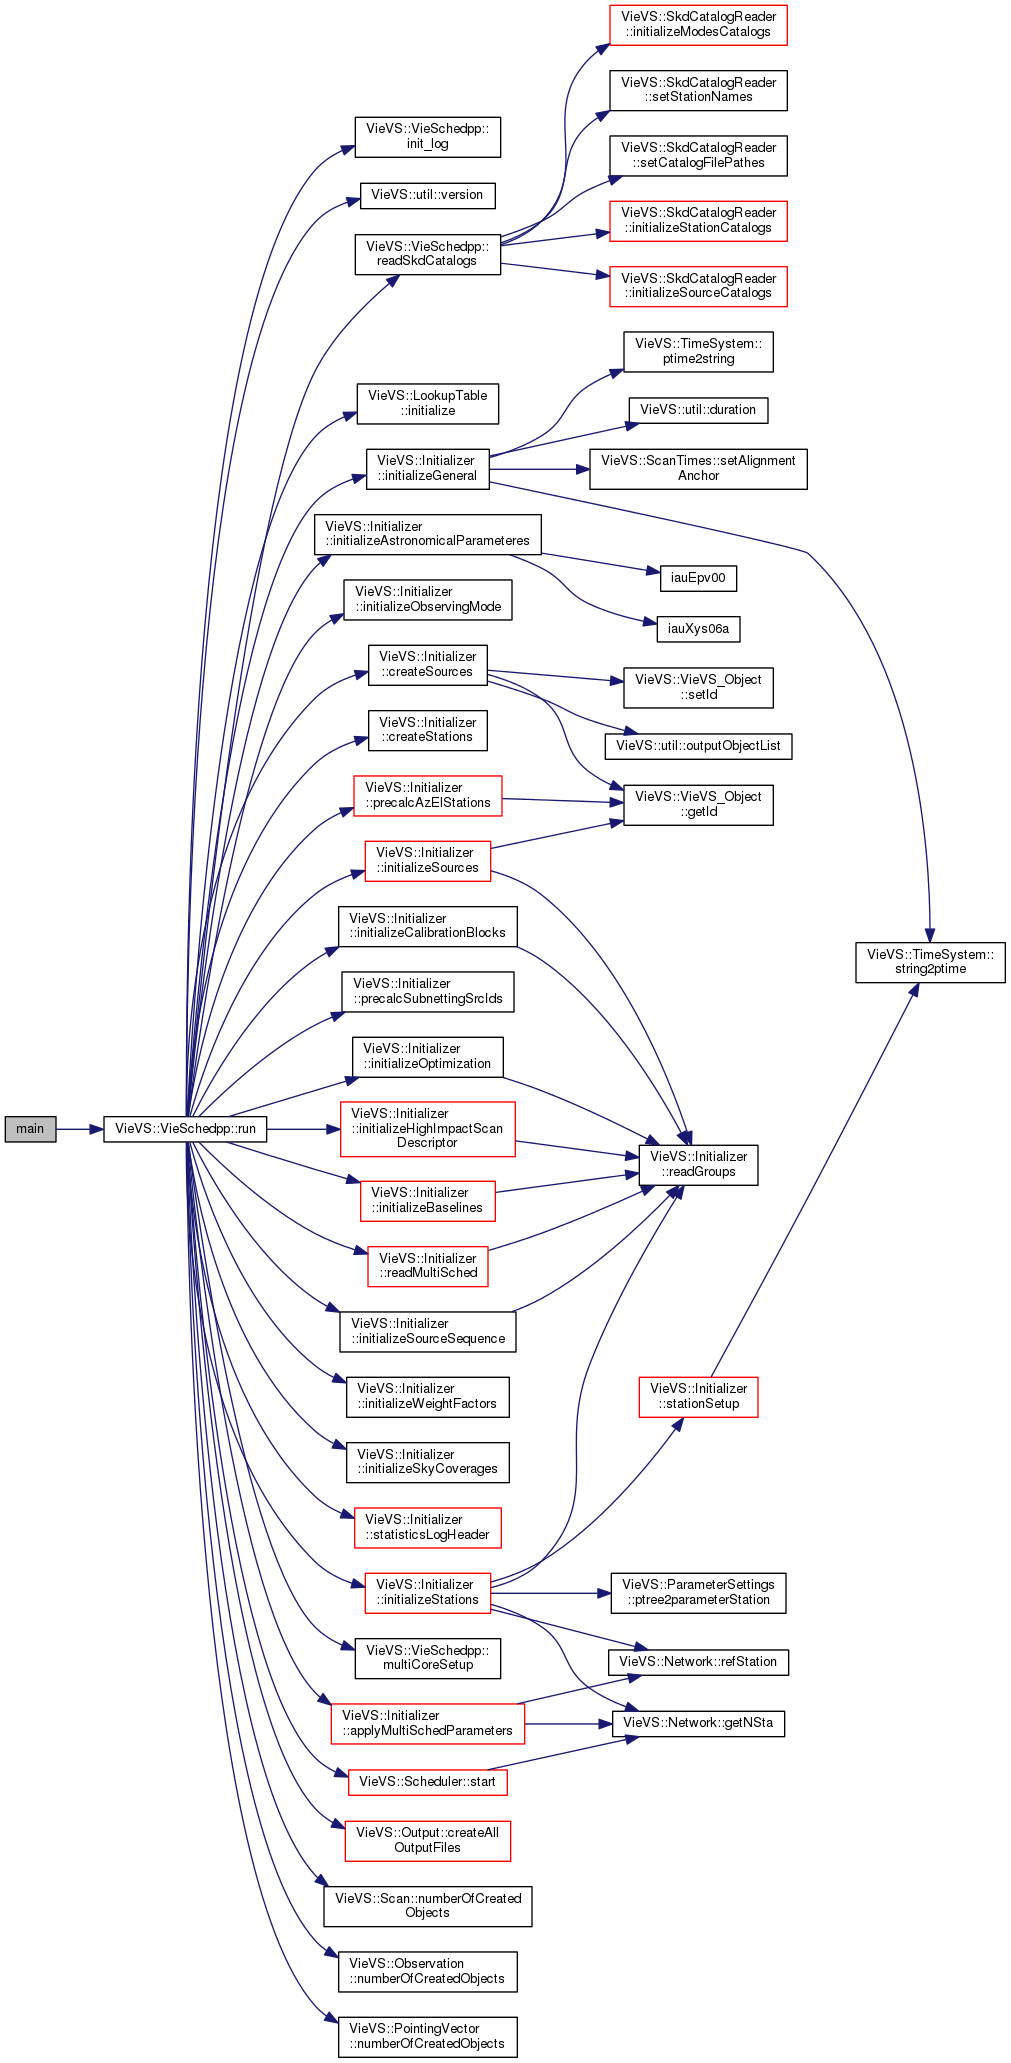 VieVS::SkdCatalogReader
::initializeModesCatalogs
VieVS::SkdCatalogReader
::setStationNames
VieVS::VieSchedpp::
init_log
VieVS::SkdCatalogReader
::setCatalogFilePathes
VieVS::util::version
VieVS::SkdCatalogReader
::initializeStationCatalogs
VieVS::VieSchedpp::
readSkdCatalogs
VieVS::SkdCatalogReader
::initializeSourceCatalogs
VieVS::TimeSystem::
ptime2string
VieVS::LookupTable
::initialize
VieVS::util::duration
VieVS::Initializer
::initializeGeneral
VieVS::ScanTimes::setAlignment
Anchor
VieVS::Initializer
::initializeAstronomicalParameteres
iauEpv00
VieVS::Initializer
::initializeObservingMode
iauXys06a
VieVS::Initializer
::createSources
VieVS::VieVS_Object
::setId
VieVS::Initializer
::createStations
VieVS::util::outputObjectList
VieVS::Initializer
::precalcAzElStations
VieVS::VieVS_Object
::getId
VieVS::Initializer
::initializeSources
VieVS::Initializer
::initializeCalibrationBlocks
VieVS::TimeSystem::
string2ptime
VieVS::Initializer
::precalcSubnettingSrcIds
VieVS::Initializer
::initializeOptimization
main
VieVS::VieSchedpp::run
VieVS::Initializer
::initializeHighImpactScan
Descriptor
VieVS::Initializer
::readGroups
VieVS::Initializer
::initializeBaselines
VieVS::Initializer
::readMultiSched
VieVS::Initializer
::initializeSourceSequence
VieVS::Initializer
::initializeWeightFactors
VieVS::Initializer
::stationSetup
VieVS::Initializer
::initializeSkyCoverages
VieVS::Initializer
::statisticsLogHeader
VieVS::Initializer
::initializeStations
VieVS::ParameterSettings
::ptree2parameterStation
VieVS::VieSchedpp::
multiCoreSetup
VieVS::Network::refStation
VieVS::Initializer
::applyMultiSchedParameters
VieVS::Network::getNSta
VieVS::Scheduler::start
VieVS::Output::createAll
OutputFiles
VieVS::Scan::numberOfCreated
Objects
VieVS::Observation
::numberOfCreatedObjects
VieVS::PointingVector
::numberOfCreatedObjects